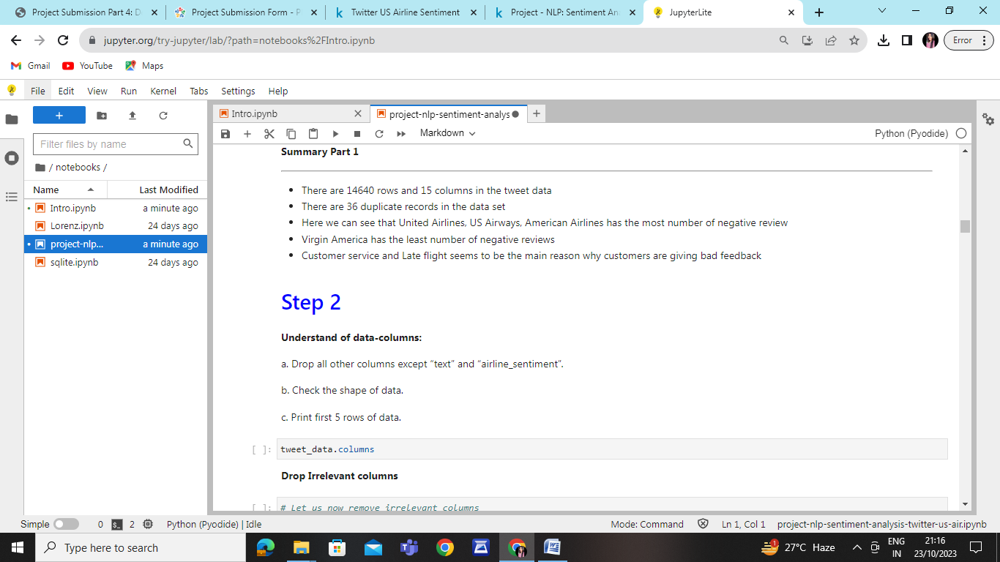 Project Submission Part 4: D
Project Submission Form - P
Twitter US Airline Sentiment
Project - NLP: Sentiment An
JupyterLite
jupyter.org/try-jupyter/lab/?path=notebooks%2FIntro.ipynb
Error
Gmail
YouTube
Maps
File Edit View Run Kernel Tabs Settings Help
Intro.ipynb
project-nlp-sentiment-analys
Filter files by name
Markdown
Python (Pyodide)
/ notebooks /
Name Last Modified
Intro.ipynb a minute ago
Lorenz.ipynb 24 days ago
project-nlp... a minute ago
sqlite.ipynb 24 days ago
Summary Part 1
There are 14640 rows and 15 columns in the tweet data
There are 36 duplicate records in the data set
Here we can see that United Airlines, US Airways, American Airlines has the most number of negative review
Virgin America has the least number of negative reviews
Customer service and Late flight seems to be the main reason why customers are giving bad feedback
Step 2
Understand of data-columns:
a. Drop all other columns except “text” and “airline_sentiment”.
b. Check the shape of data.
c. Print first 5 rows of data.
[ ]: tweet_data.columns
Drop Irrelevant columns
[ ]: # Let us now remove irrelevant columns
Simple 0 2 Python (Pyodide) | Idle Mode: Command Ln 1, Col 1 project-nlp-sentiment-analysis-twitter-us-air.ipynb
Type here to search
1
27°C Haze
ENG
IN
21:16
23/10/2023